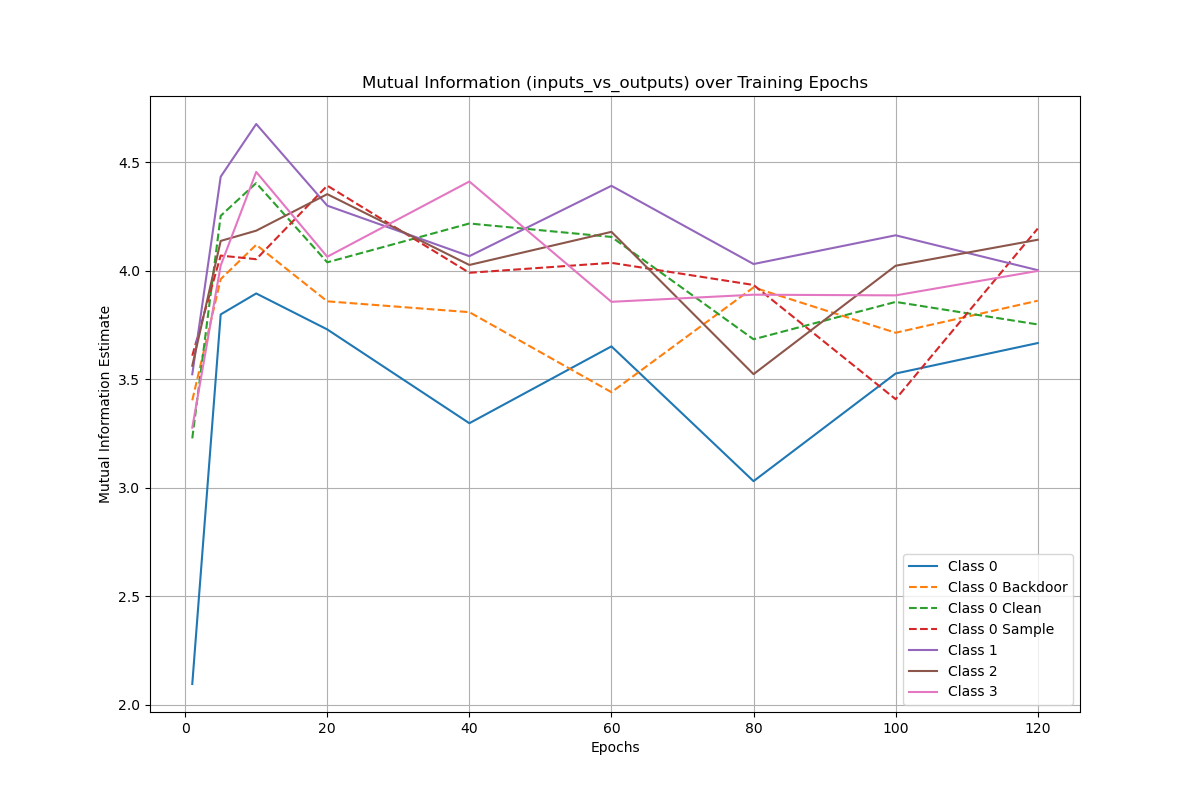 Mutual Information (inputs_vs_outputs) over Training Epochs
Mutual Information Estimate
4.5
4.0
3.5
3.0
2.5
2.0
Class 0
Class 0 Backdoor
Class 0 Clean
Class 0 Sample
Class 1
Class 2
Class 3
0 20 40 60 80 100 120
Epochs